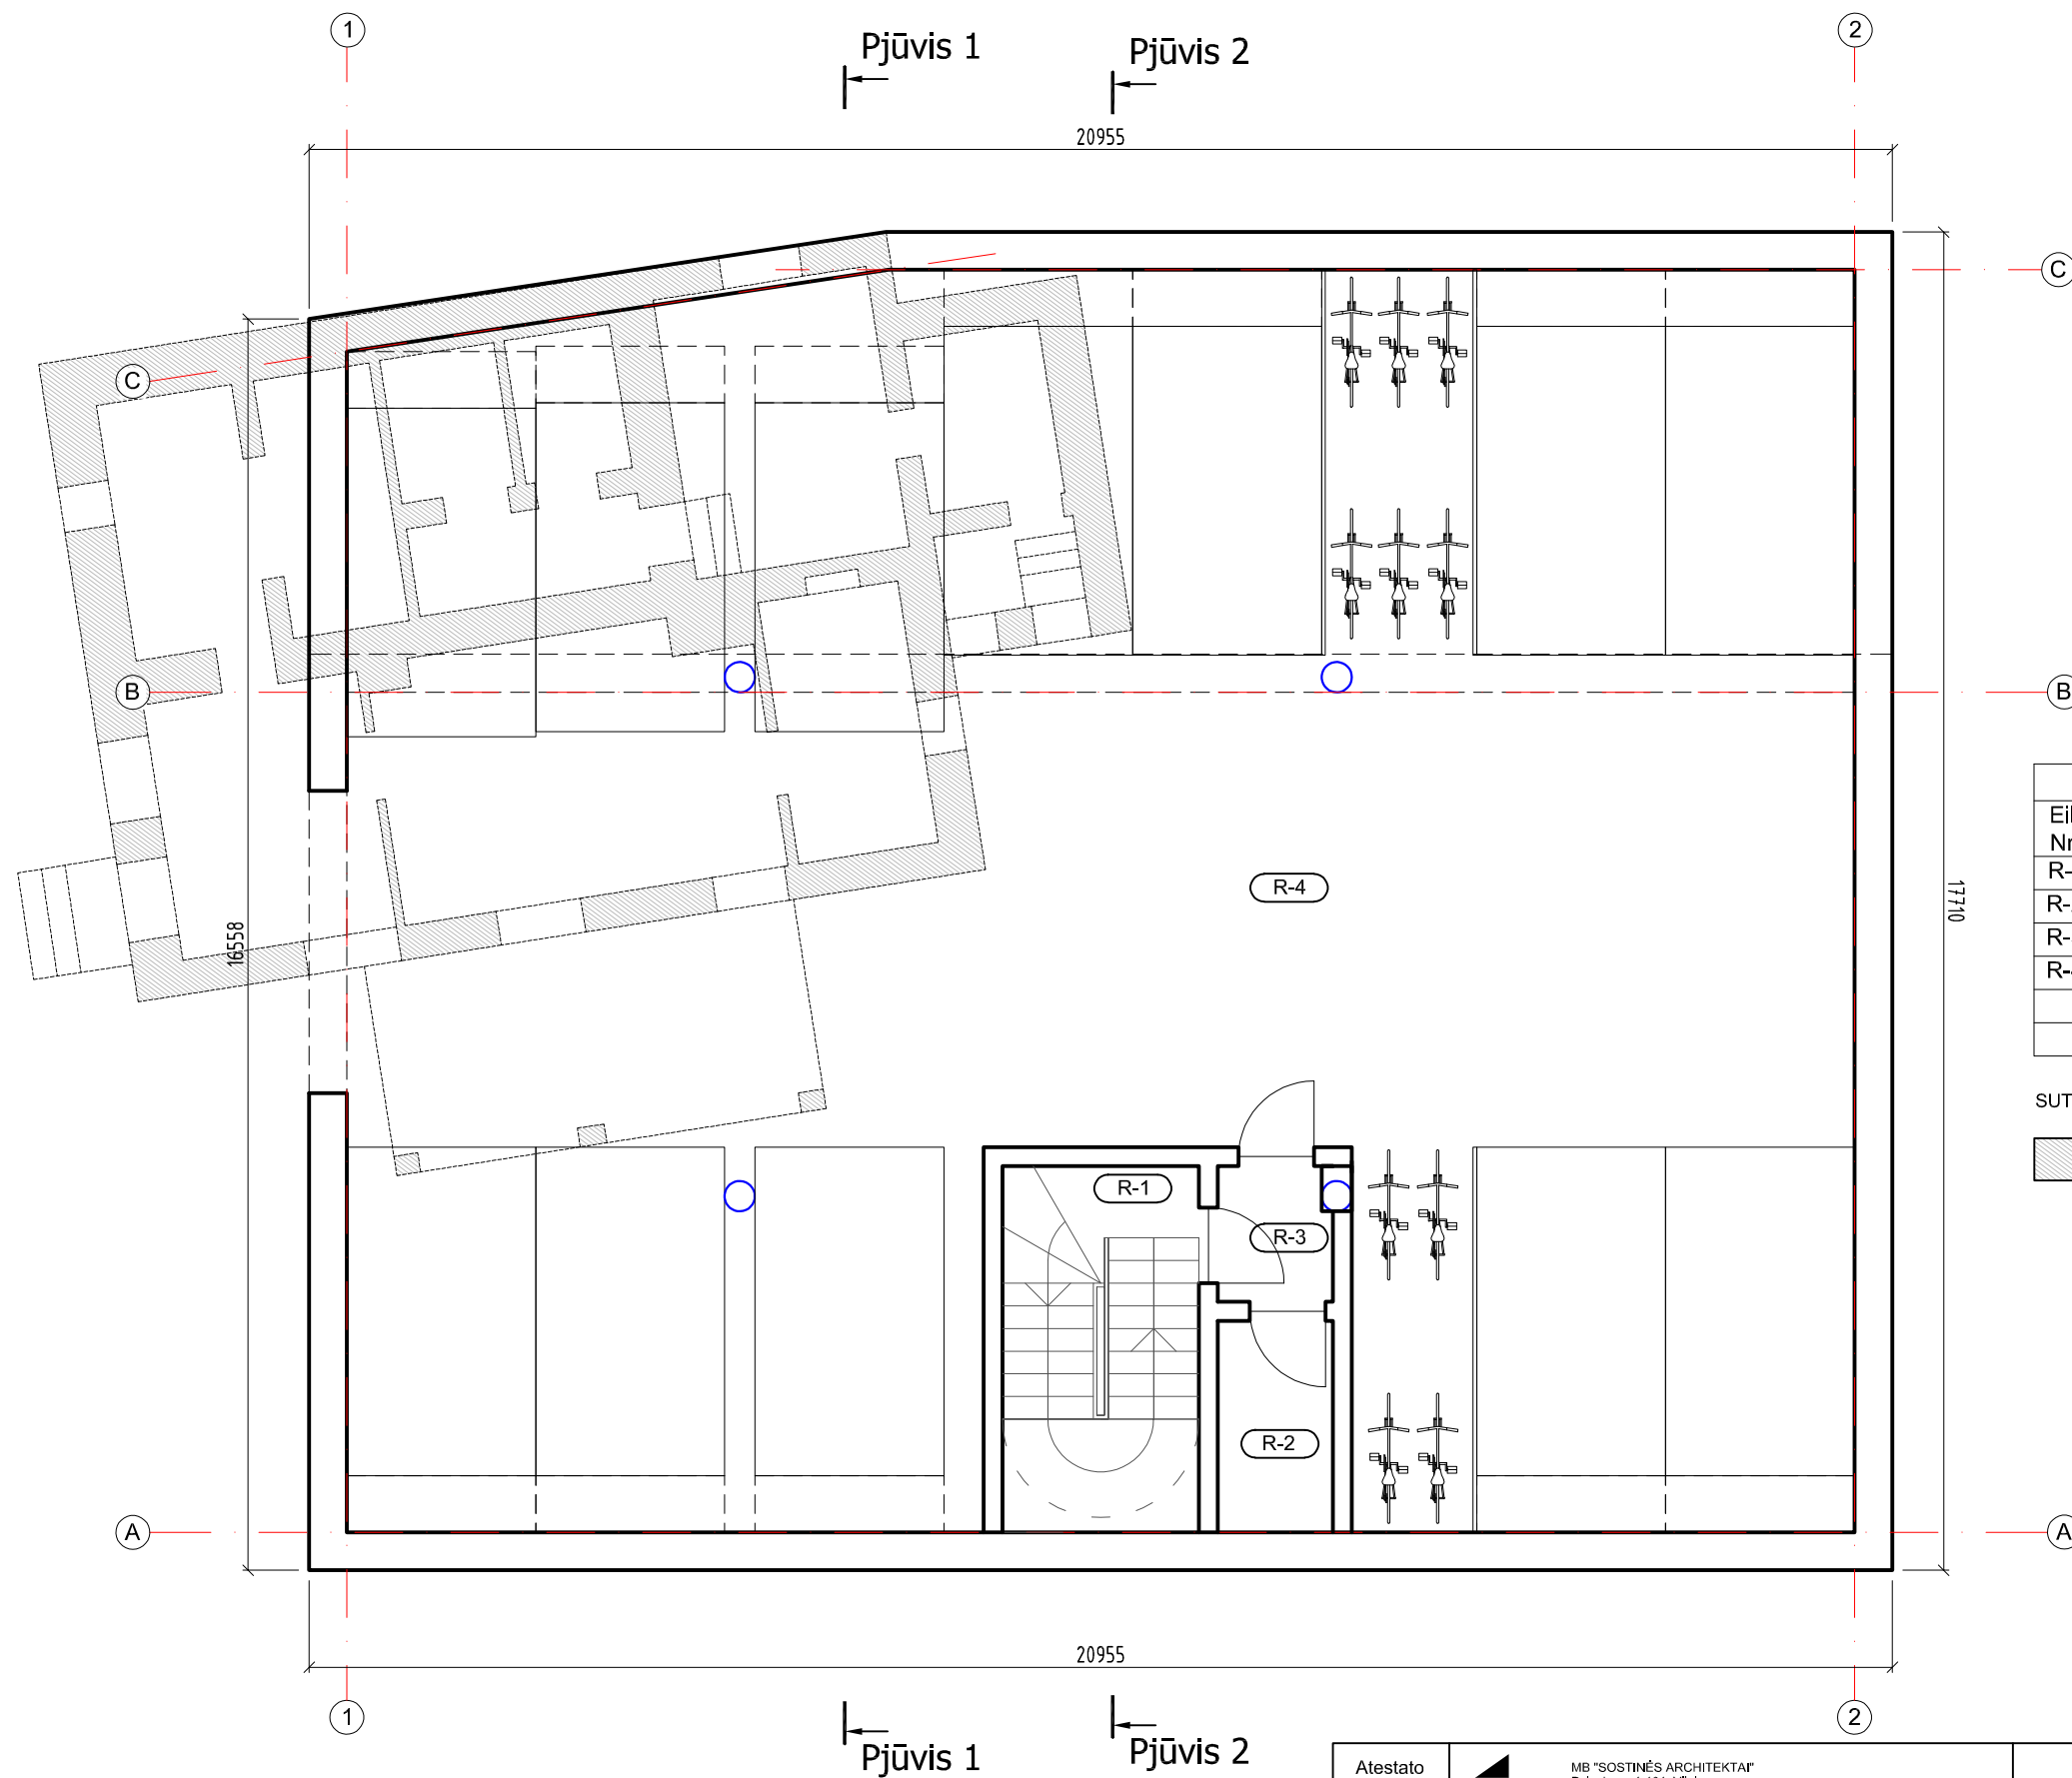 1
2
Pjūvis 1
Pjūvis 2
20955
C
C
B
B
16558
17710
R-4
R-1
R-3
R-2
A
A
20955
1
2
Pjūvis 1
Pjūvis 2
Nr
R-
R-
R-
R-
SUT
Atestato
MB "SOSTINĖS ARCHITEKTAI"